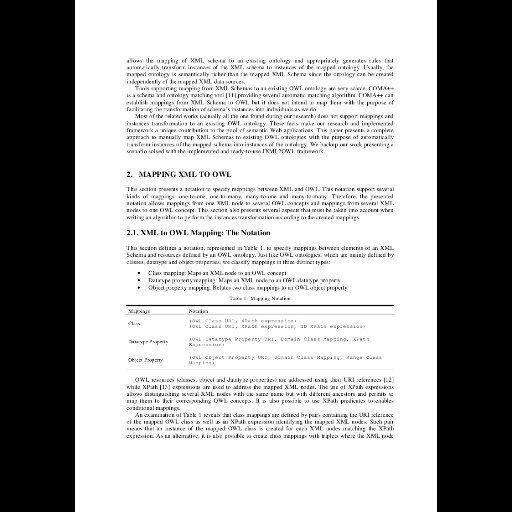 allows the mapping of XML schema to an existing ontology and appropriately generates rules that
automatically transform instances of the XML schema to instances of the mapped ontology. Usually, the
mapped ontology is semantically richer than the mapped XML Schema since the ontology can be created
independently of the mapped XML data sources.
Tools supporting mapping from XML Schemas to an existing OWL ontology are very source. COMA++
is a schema and ontology matching tool [11] providing several automatic matching algorithm. COMA++ can
establish mappings from XML Schema to OWL but it does not intend to map them with the purpose of
facilitating the transformation of schema's instances into individuals as we do.
Most of the related works (actually all the one found during our research) does not support mappings and
instances transformation to an existing OWL ontology. These facts make our research and implemented
framework a unique contribution to the pool of semantic Web applications. This paper presents a complete
approach to manually map XML Schemas to existing OWL ontologies with the purpose of automatically
transform instances of the mapped schema into instances of the ontology. We back up our work presenting a
scenario solved with the implemented and ready-to-use JXML2OWL framework.
2. MAPPING XML TO OWL
This section presents a notation to specify mappings between XML and OWL. This notation support several
kinds of mappings: one-to-one, one-to-many, many-to-one and many-to-many. Therefore, the presented
notation allows mappings from one XML node to several OWL concepts and mappings from several XML
nodes to one OWL concept. This section also presents several aspects that must be taken into account when
writing an algorithm to perform the instances transformation according to the created mappings.
2.1. XML to OWL Mapping: The Notation
This section defines a notation, represented in Table 1, to specify mappings between elements of an XML
Schema and resources defined by an OWL ontology. Just like OWL ontologies, which are mainly defined by
classes, datatype and object properties, we classify mappings in three distinct types:
• Class mapping: Maps an XML node to an OWL concept
• Datatype property mapping: Maps an XML node to an OWL datatype property
• Object property mapping: Relates two class mappings to an OWL object property
Table 1. Mapping Notation
Mappings Notation
Class (OWL Class URI, XPath expression)
(OWL Class URI, XPath expression, ID XPath expression)
Datatype Property (OWL Datatype Property URI, Domain Class Mapping, XPath
Expression)
Object Property (OWL Object Property URI, Domain Class Mapping, Range Class
Mapping)
OWL resources (classes, object and datatype properties) are addressed using their URI references [12]
while XPath [13] expressions are used to address the mapped XML nodes. The use of XPath expressions
allows distinguishing several XML nodes with the same name but with different ancestors and permits to
map them to their corresponding OWL concepts. It is also possible to use XPath predicates to enables
conditional mappings.
An examination of Table 1 reveals that class mappings are defined by pairs containing the URI reference
of the mapped OWL class as well as an XPath expression identifying the mapped XML nodes. Such pair
means that an instance of the mapped OWL class is created for each XML nodes matching the XPath
expression. As an alternative, it is also possible to create class mappings with triplets where the XML node